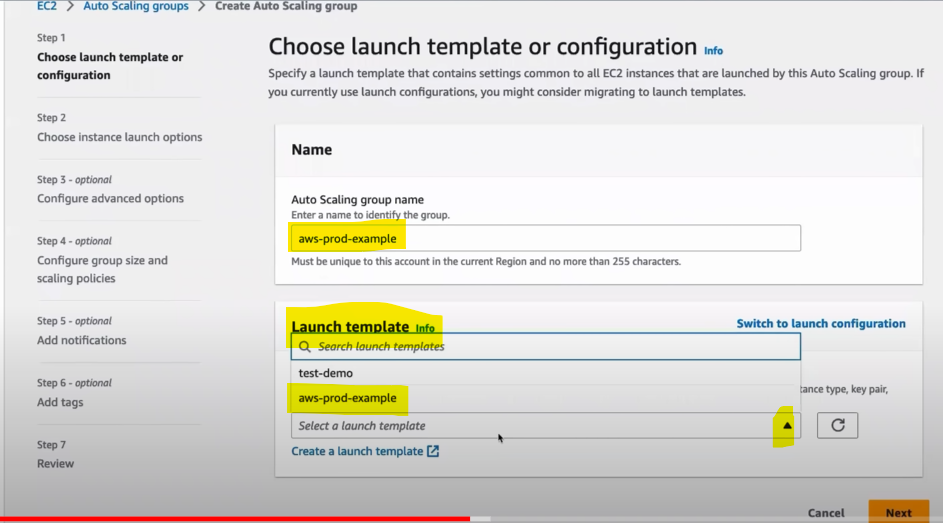 EC2 > Auto Scaling groups > Create Auto Scaling group
Step 1
Choose launch template or
configuration
Step 2
Choose instance launch options
Step 3 - optional
Configure advanced options
Step 4 - optional
Configure group size and
scaling policies
Step 5 - optional
Add notifications
Step 6 - optional
Add tags
Step 7
Review
Choose launch template or configuration Info
Specify a launch template that contains settings common to all EC2 instances that are launched by this Auto Scaling group. If
you currently use launch configurations, you might consider migrating to launch templates.
Name
Auto Scaling group name
Enter a name to identify the group.
aws-prod-example
Must be unique to this account in the current Region and no more than 255 characters.
Launch template Info
Switch to launch configuration
Search launch templates
test-demo
aws-prod-example
type, key pair,
Select a launch template
Create a launch template
Cancel
Next